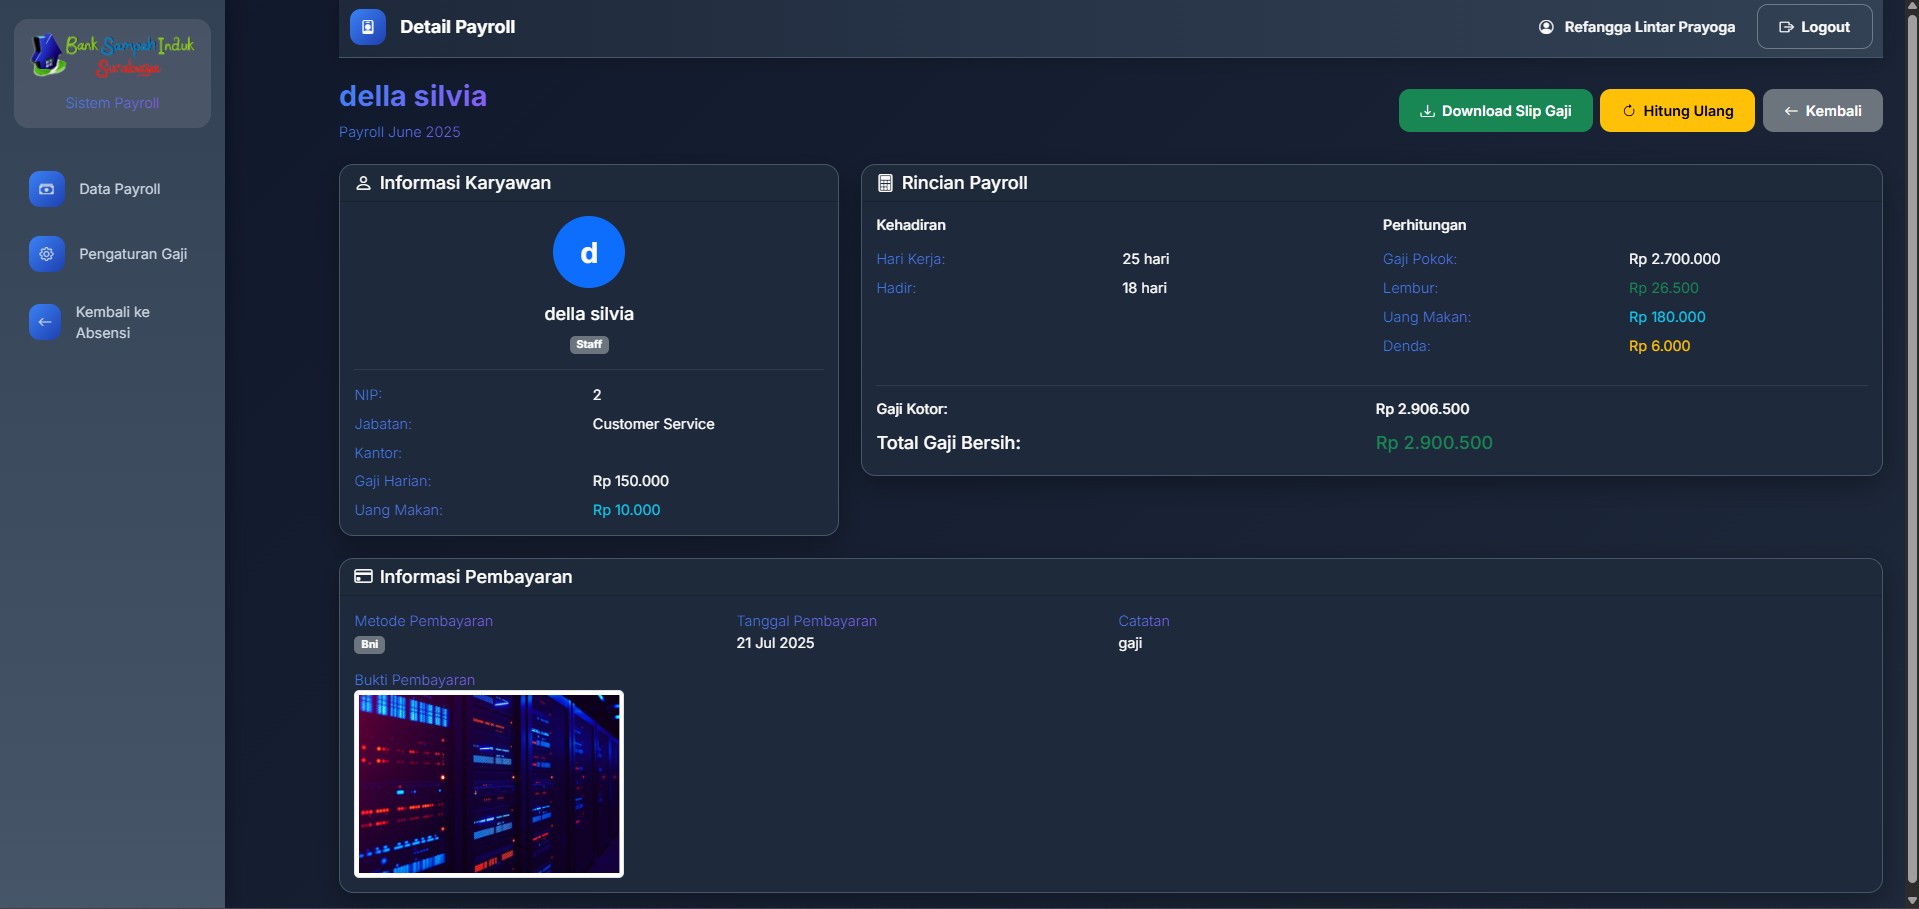 Bank Sampah Induk
Surabaya
Sistem Payroll
Data Payroll
Pengaturan Gaji
Kembali ke
Absensi
Detail Payroll
Refangga Lintar Prayoga
Logout
della silvia
Payroll June 2025
Download Slip Gaji
Hitung Ulang
Kembali
Informasi Karyawan
d
della silvia
Staff
NIP: 2
Jabatan: Customer Service
Kantor:
Gaji Harian: Rp 150.000
Uang Makan: Rp 10.000
Rincian Payroll
Kehadiran
Hari Kerja: 25 hari
Hadir: 18 hari
Perhitungan
Gaji Pokok: Rp 2.700.000
Lembur: Rp 26.500
Uang Makan: Rp 180.000
Denda: Rp 6.000
Gaji Kotor: Rp 2.906.500
Total Gaji Bersih: Rp 2.900.500
Informasi Pembayaran
Metode Pembayaran
Bni
Tanggal Pembayaran
21 Jul 2025
Catatan
gaji
Bukti Pembayaran